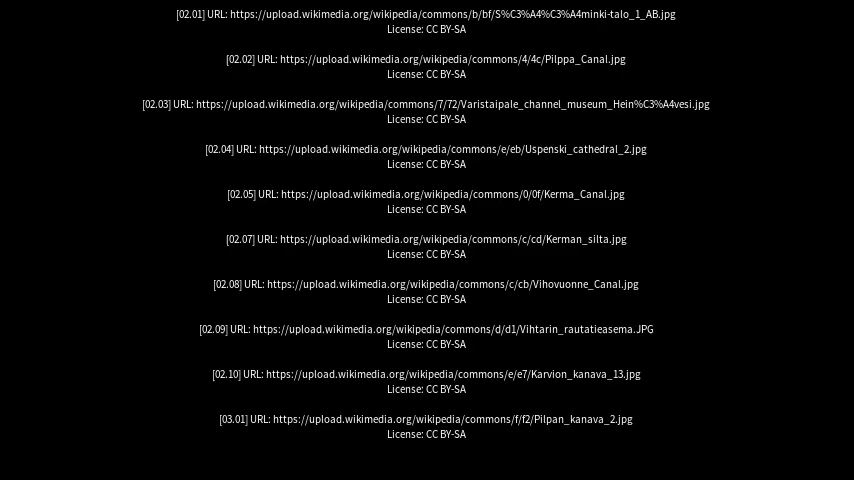 [02.01] URL: https://upload.wikimedia.org/wikipedia/commons/b/bf/S%C3%A4%C3%A4minki-talo_1_AB.jpg
License: CC BY-SA
[02.02] URL: https://upload.wikimedia.org/wikipedia/commons/4/4c/Pilppa_Canal.jpg
License: CC BY-SA
[02.03] URL: https://upload.wikimedia.org/wikipedia/commons/7/72/Varistaipale_channel_museum_Hein%C3%A4vesi.jpg
License: CC BY-SA
[02.04] URL: https://upload.wikimedia.org/wikipedia/commons/e/eb/Uspenski_cathedral_2.jpg
License: CC BY-SA
[02.05] URL: https://upload.wikimedia.org/wikipedia/commons/0/0f/Kerma_Canal.jpg
License: CC BY-SA
[02.07] URL: https://upload.wikimedia.org/wikipedia/commons/c/cd/Kerman_silta.jpg
License: CC BY-SA
[02.08] URL: https://upload.wikimedia.org/wikipedia/commons/c/cb/Vihovuonne_Canal.jpg
License: CC BY-SA
[02.09] URL: https://upload.wikimedia.org/wikipedia/commons/d/d1/Vihtarin_rautatieasema.JPG
License: CC BY-SA
[02.10] URL: https://upload.wikimedia.org/wikipedia/commons/e/e7/Karvion_kanava_13.jpg
License: CC BY-SA
[03.01] URL: https://upload.wikimedia.org/wikipedia/commons/f/f2/Pilpan_kanava_2.jpg
License: CC BY-SA